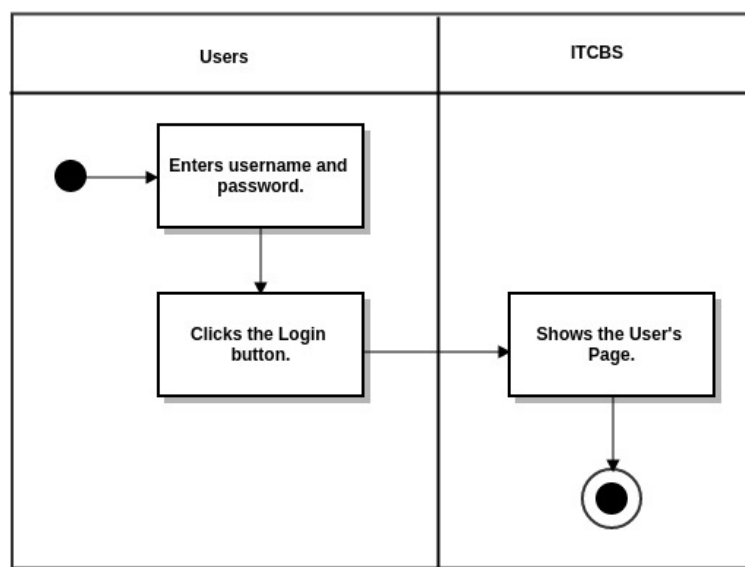 Users
ITCBS
Enters username and
password.
Clicks the Login
button.
Shows the User's
Page.